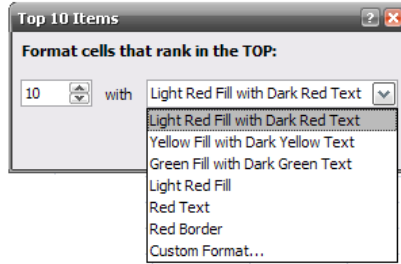 Top 10 Items
Format cells that rank in the TOP:
10 with Light Red Fill with Dark Red Text
Light Red Fill with Dark Red Text
Yellow Fill with Dark Yellow Text
Green Fill with Dark Green Text
Light Red Fill
Red Text
Red Border
Custom Format...